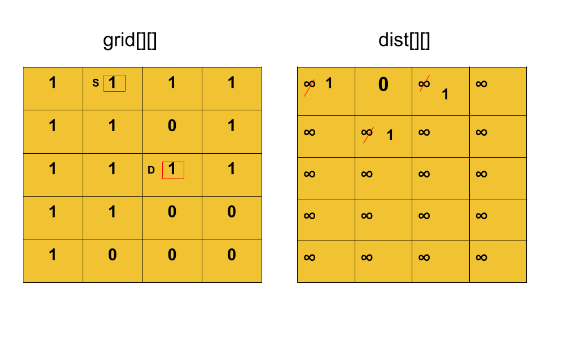 grid[][]
1 S 1 1 1
1 1 0 1
1 1 D 1 1
1 1 0 0
1 0 0 0
dist[][]
∞ 1 0 ∞ 1 ∞
∞ ∞ 1 ∞ ∞
∞ ∞ ∞ ∞
∞ ∞ ∞ ∞
∞ ∞ ∞ ∞